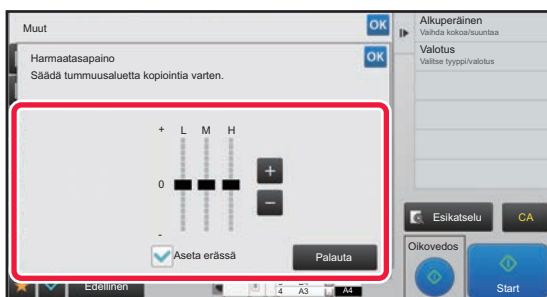 Muut
OK
Harmaatasapaino
OK
Säädä tummuusaluetta kopiointia varten.
+ L M H
0
-
+
−
Aseta erässä
Palauta
Edellinen
4 A3
A4
Alkuperäinen
Vaihda kokoa/suuntaa
Valotus
Valitse tyyppi/valotus
Esikatselu
CA
Oikovedos
Start